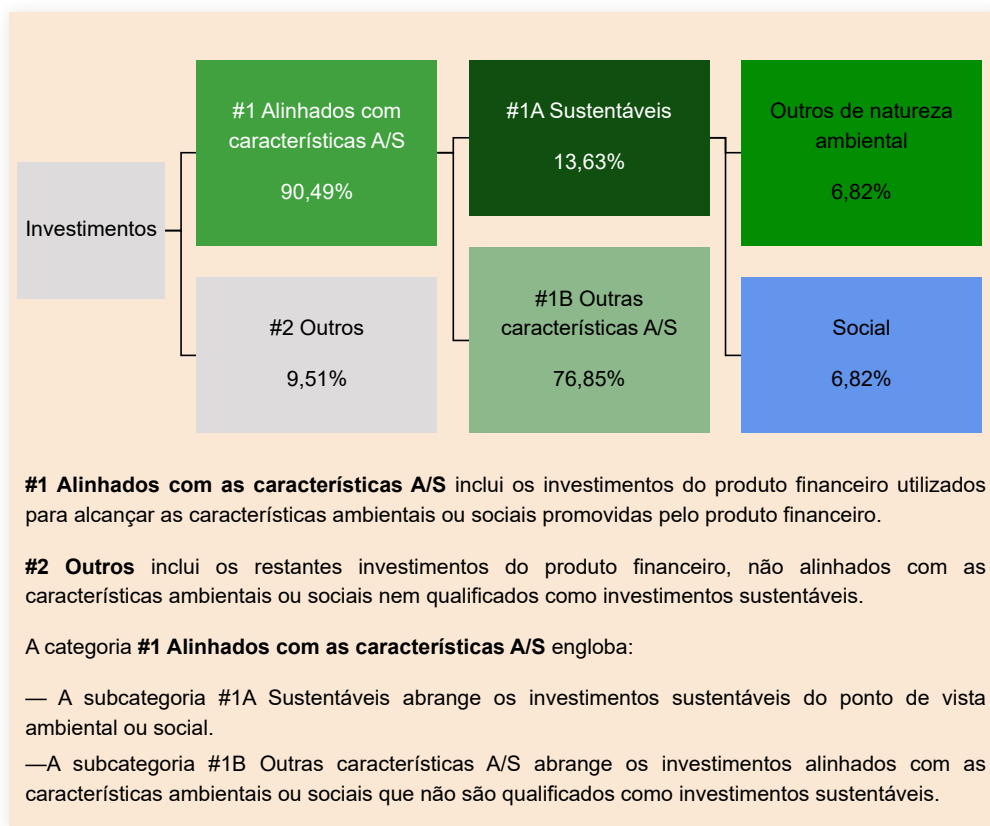 Investimentos
#1 Alinhados com
características A/S
90,49%
#2 Outros
9,51%
#1A Sustentáveis
13,63%
#1B Outras
características A/S
76,85%
Outros de natureza
ambiental
6,82%
Social
6,82%
#1 Alinhados com as características A/S inclui os investimentos do produto financeiro utilizados
para alcançar as características ambientais ou sociais promovidas pelo produto financeiro.
#2 Outros inclui os restantes investimentos do produto financeiro, não alinhados com as
características ambientais ou sociais nem qualificados como investimentos sustentáveis.
A categoria #1 Alinhados com as características A/S engloba:
— A subcategoria #1A Sustentáveis abrange os investimentos sustentáveis do ponto de vista
ambiental ou social.
—A subcategoria #1B Outras características A/S abrange os investimentos alinhados com as
características ambientais ou sociais que não são qualificados como investimentos sustentáveis.